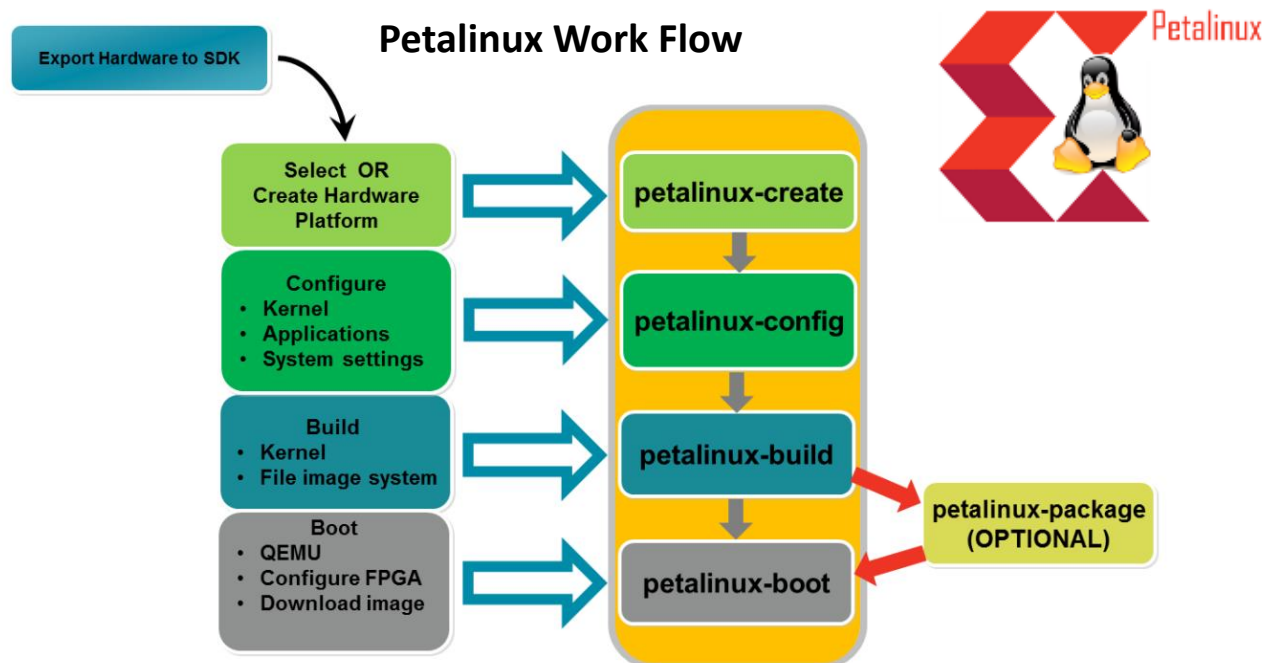 Petalinux Work Flow
Petalinux
Export Hardware to SDK
Select OR
Create Hardware
Platform
petalinux-create
Configure
• Kernel
• Applications
• System settings
petalinux-config
Build
• Kernel
• File image system
petalinux-build
petalinux-package
(OPTIONAL)
Boot
• QEMU
• Configure FPGA
• Download image
petalinux-boot